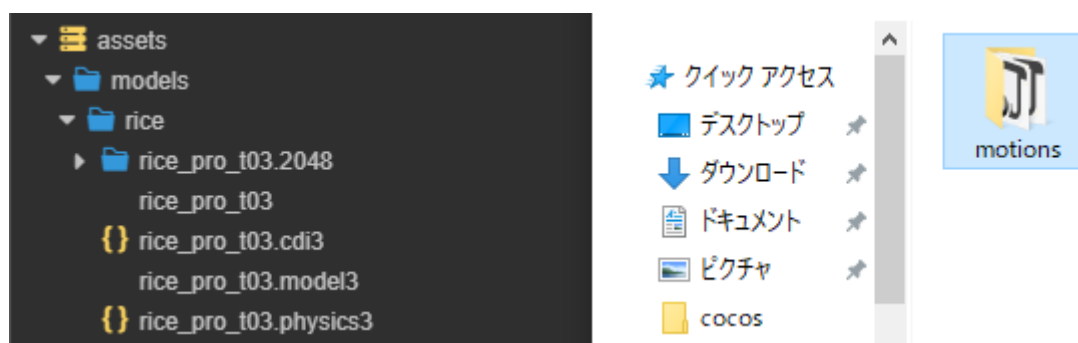 assets
models
rice
rice_pro_t03.2048
rice_pro_t03
rice_pro_t03.cdi3
rice_pro_t03.model3
rice_pro_t03.physics3
クイック アクセス
デスクトップ
ダウンロード
ドキュメント
ピクチャ
cocos
motions